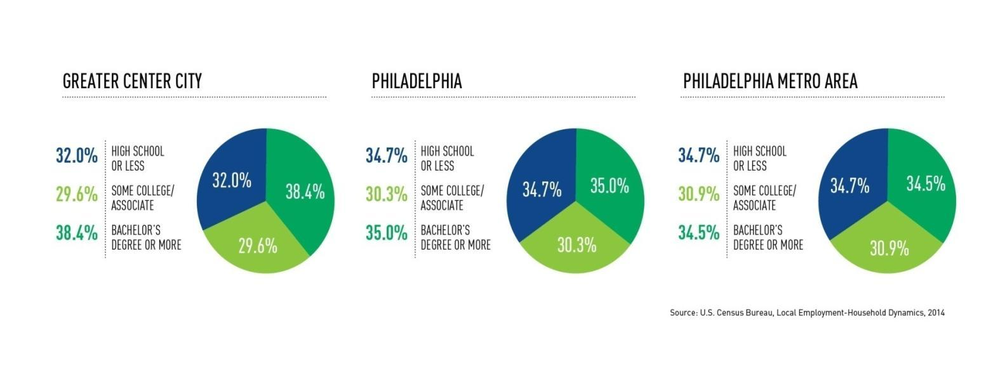 GREATER CENTER CITY
32.0% HIGH SCHOOL
OR LESS
29.6% SOME COLLEGE/
ASSOCIATE
38.4% BACHELOR'S
DEGREE OR MORE
32.0%
38.4%
29.6%
PHILADELPHIA
34.7% HIGH SCHOOL
OR LESS
30.3% SOME COLLEGE/
ASSOCIATE
35.0% BACHELOR'S
DEGREE OR MORE
34.7%
35.0%
30.3%
PHILADELPHIA METRO AREA
34.7% HIGH SCHOOL
OR LESS
30.9% SOME COLLEGE/
ASSOCIATE
34.5% BACHELOR'S
DEGREE OR MORE
34.7%
34.5%
30.9%
Source: U.S. Census Bureau, Local Employment-Household Dynamics, 2014